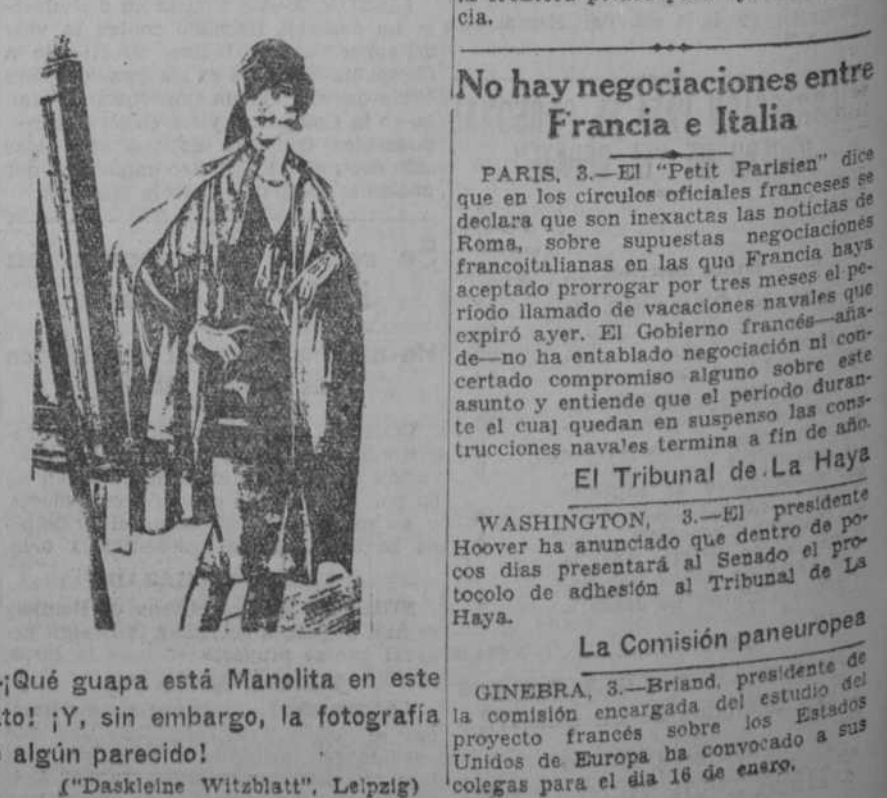 cia.
No hay negociaciones entre
Francia e Italia
PARIS, 3.—El "Petit Parisien" dice
que en los círculos oficiales franceses se
declara que son inexactas las noticias de
Roma, sobre supuestas negociaciones
francoitalianas en las que Francia haya
aceptado prorrogar por tres meses el pe-
ríodo llamado de vacaciones navales que
expiró ayer. El Gobierno francés—aña-
de—no ha entablado negociación ni con-
certado compromiso alguno sobre este
asunto y entiende que el período duran-
te el cual quedan en suspenso las cons-
trucciones navales termina a fin de año.
El Tribunal de La Haya
WASHINGTON, 3.—El presidente
Hoover ha anunciado que dentro de po-
cos días presentará al Senado el pro-
tocolo de adhesión al Tribunal de La
Haya.
La Comisión paneuropea
GINEBRA, 3.—Briand, presidente de
la comisión encargada del estudio del
proyecto francés sobre los Estados
Unidos de Europa ha convocado a sus
colegas para el día 16 de enero.
—¡Qué guapa está Manolita en este
to! ¡Y, sin embargo, la fotografía
algún parecido!
("Daskleine Witzblatt", Leipzig)